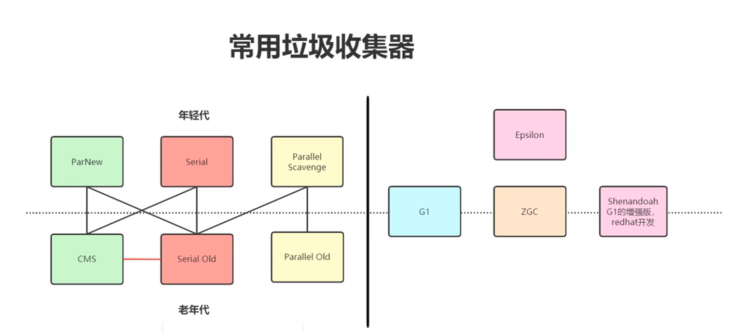 常用垃圾收集器
年轻代
ParNew
Serial
Parallel
Scavenge
Epsilon
G1
ZGC
Shenandoah
G1的增强版,
redhat开发
CMS
Serial Old
Parallel Old
老年代